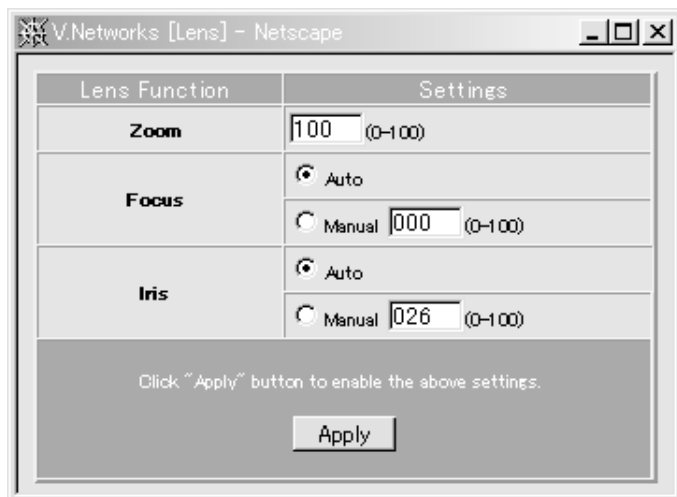 V.Networks [Lens] - Netscape
Lens Function Settings
Zoom 100 (0-100)
Focus Auto
Manual 000 (0-100)
Iris Auto
Manual 026 (0-100)
Click "Apply" button to enable the above settings.
Apply